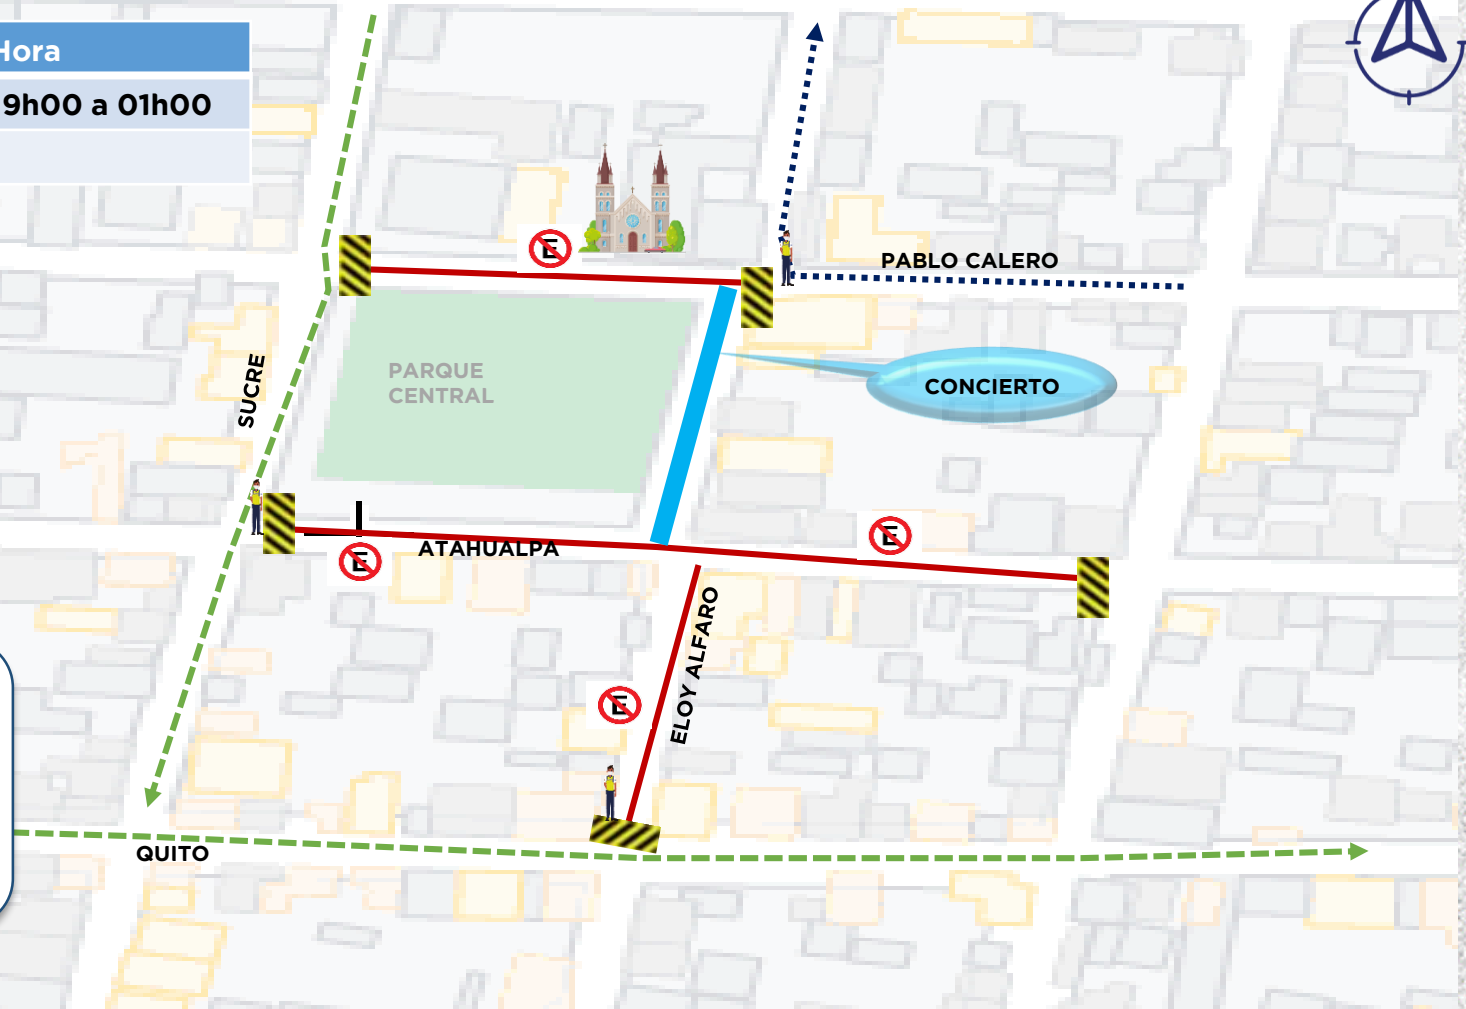 Hora
9h00 a 01h00
E
PABLO CALERO
PARQUE
CENTRAL
SUCRE
CONCIERTO
E
ATAHUALPA
E
ELOY ALFARO
E
QUITO